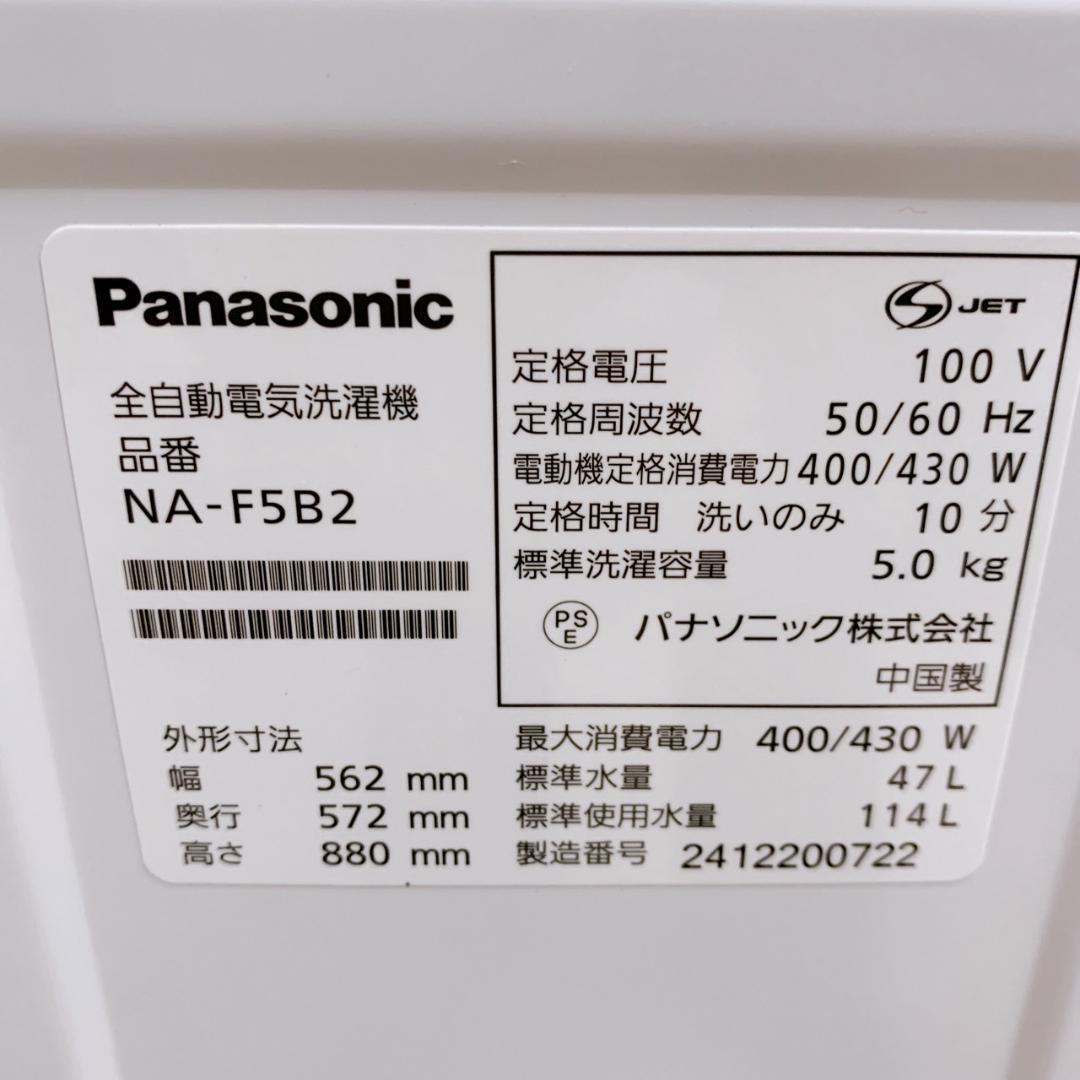 Panasonic
全自動電気洗濯機
品番
NA-F5B2
JET
定格電圧 100 V
定格周波数 50/60 Hz
電動機定格消費電力 400/430 W
定格時間 洗いのみ 10 分
標準洗濯容量 5.0 kg
PS
E
パナソニック株式会社
中国製
外形寸法
幅 562 mm
奥行 572 mm
高さ 880 mm
最大消費電力 400/430 W
標準水量 47 L
標準使用水量 114 L
製造番号 2412200722